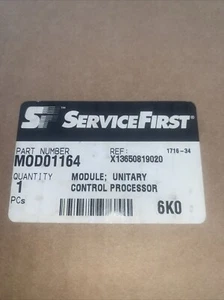 SF SERVICEFIRST
PART NUMBER REF: 1716-34
MOD01164 X13650819020
QUANTITY MODULE; UNITARY
1 CONTROL PROCESSOR
PCs 6K0